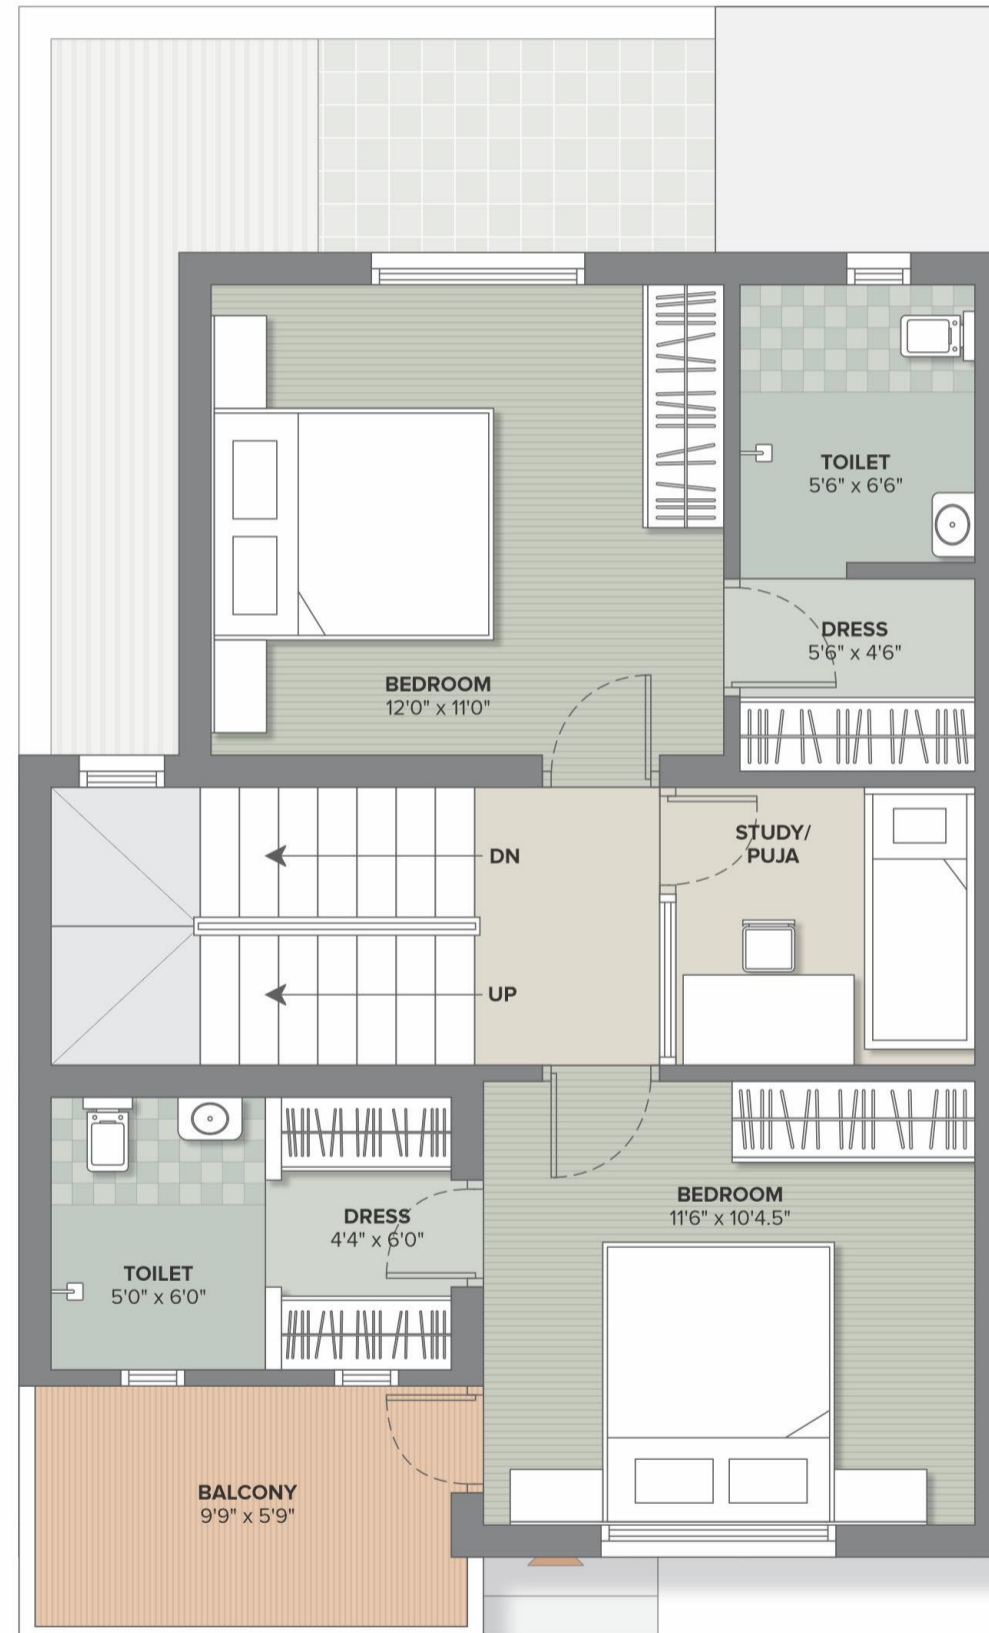 TOILET
5'6" x 6'6"
DRESS
5'6" x 4'6"
BEDROOM
12'0" x 11'0"
STUDY/
PUJA
DN
UP
BEDROOM
11'6" x 10'4.5"
DRESS
4'4" x 6'0"
TOILET
5'0" x 6'0"
BALCONY
9'9" x 5'9"